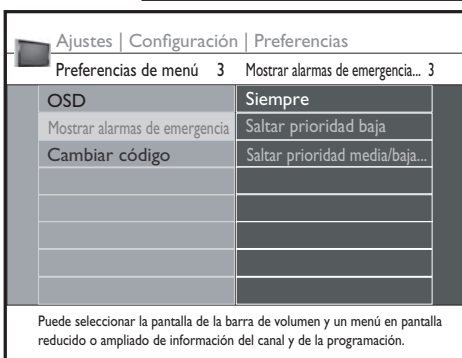 Ajustes | Configuración | Preferencias
Preferencias de menú 3 Mostrar alarmas de emergencia... 3
OSD Siempre
Mostrar alarmas de emergencia Saltar prioridad baja
Cambiar código Saltar prioridad media/baja...
Puede seleccionar la pantalla de la barra de volumen y un menú en pantalla
reducido o ampliado de información del canal y de la programación.